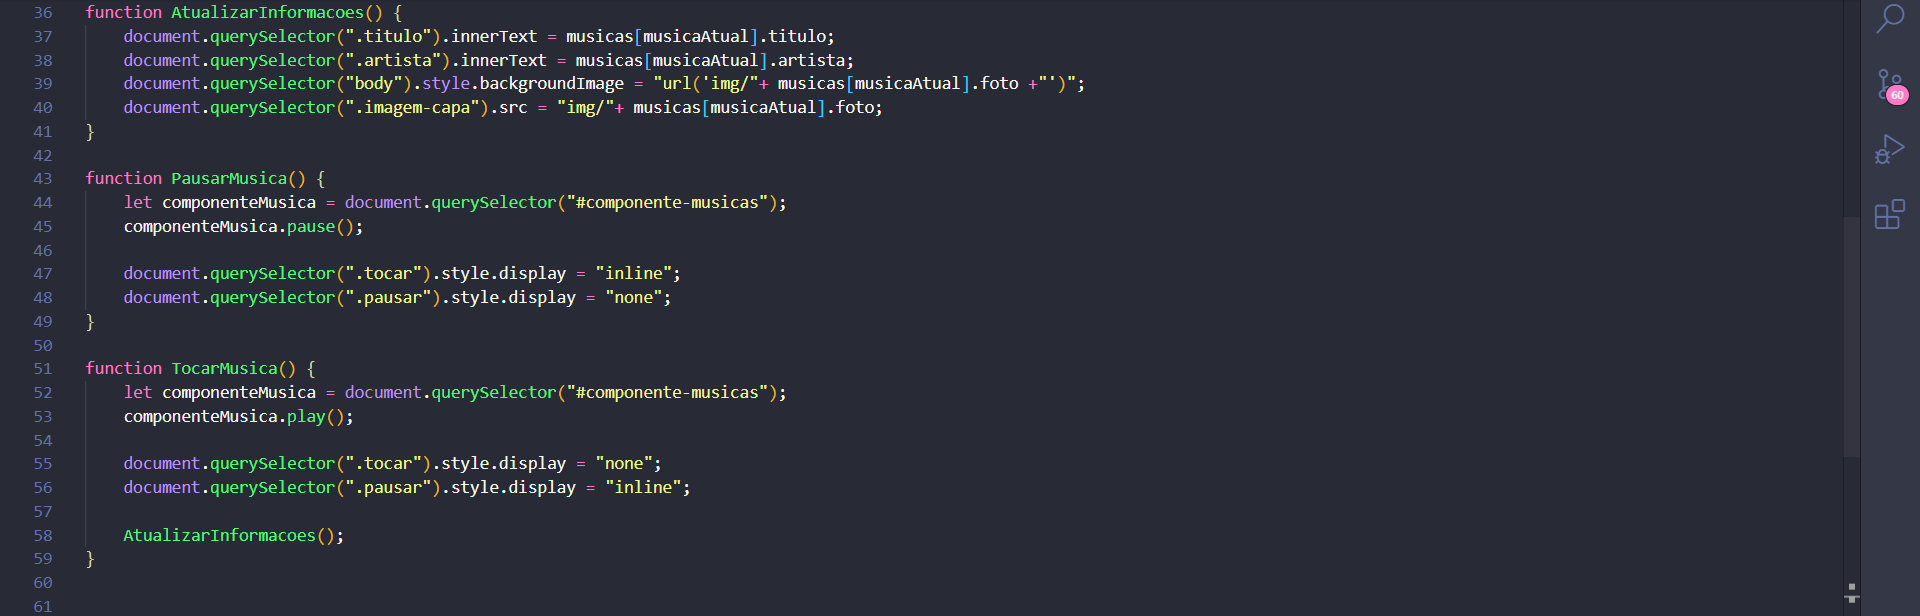 36 function AtualizarInformacoes() {
37 document.querySelector(".titulo").innerText = musicas[musicaAtual].titulo;
38 document.querySelector(".artista").innerText = musicas[musicaAtual].artista;
39 document.querySelector("body").style.backgroundImage = "url('img/"+ musicas[musicaAtual].foto +"')";
40 document.querySelector(".imagem-capa").src = "img/"+ musicas[musicaAtual].foto;
41 }
42
43 function PausarMusica() {
44 let componenteMusica = document.querySelector("#componente-musicas");
45 componenteMusica.pause();
46
47 document.querySelector(".tocar").style.display = "inline";
48 document.querySelector(".pausar").style.display = "none";
49 }
50
51 function TocarMusica() {
52 let componenteMusica = document.querySelector("#componente-musicas");
53 componenteMusica.play();
54
55 document.querySelector(".tocar").style.display = "none";
56 document.querySelector(".pausar").style.display = "inline";
57
58 AtualizarInformacoes();
59 }
60
61
60